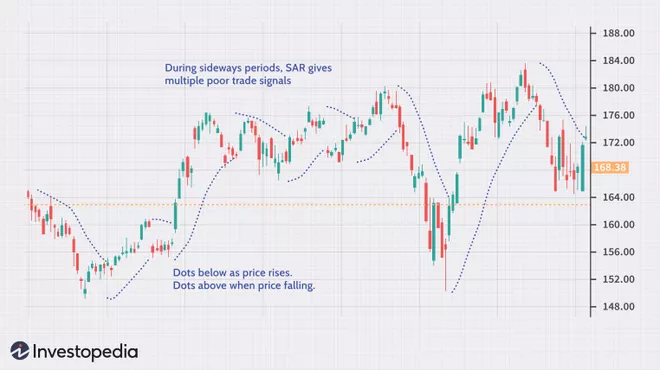 During sideways periods, SAR gives
multiple poor trade signals
188.00
184.00
180.00
176.00
172.00
168.38
164.00
160.00
156.00
152.00
148.00
Dots below as price rises.
Dots above when price falling.
Investopedia